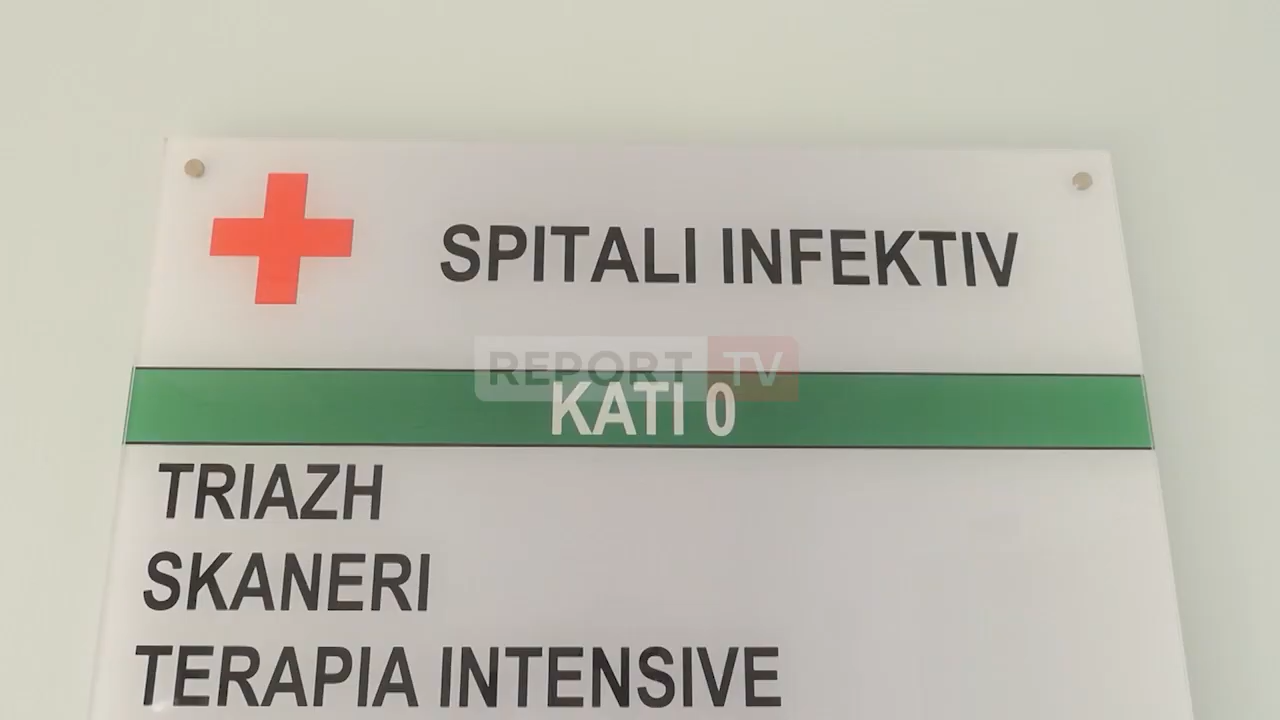 SPITALI INFEKTIV
REPORT TV
KATI 0
TRIAZH
SKANERI
TERAPIA INTENSIVE